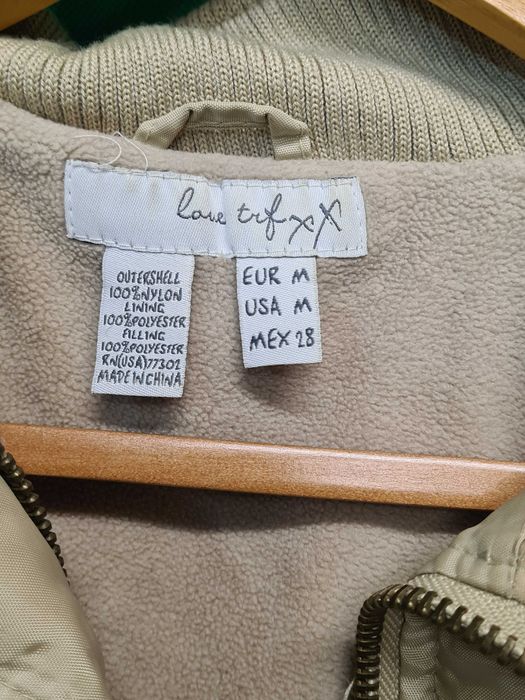 love trf xx
OUTERSHELL
100%NYLON
LINING
100%POLYESTER
FILLING
100%POLYESTER
RN(USA)77302
MADE IN CHINA
EUR M
USA M
MEX 28